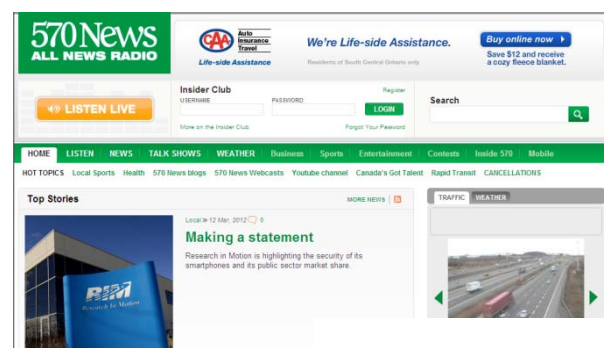 570 News
ALL NEWS RADIO
CAA
Auto
Insurance
Travel
Life-side Assistance
We're Life-side Assistance.
Residents of South Central Ontario only
Buy online now
Save $12 and receive
a cozy fleece blanket.
LISTEN LIVE
Insider Club
Register
USERNAME PASSWORD
LOGIN
More on the Insider Club Forgot Your Password
Search
HOME LISTEN NEWS TALK SHOWS WEATHER Business Sports Entertainment Contests Inside 570 Mobile
HOT TOPICS Local Sports Health 570 News blogs 570 News Webcasts Youtube channel Canada's Got Talent Rapid Transit CANCELLATIONS
Top Stories
MORE NEWS
TRAFFIC WEATHER
Local » 12 Mar, 2012 0
Making a statement
Research in Motion is highlighting the security of its
smartphones and its public sector market share.
RIM
Research In Motion